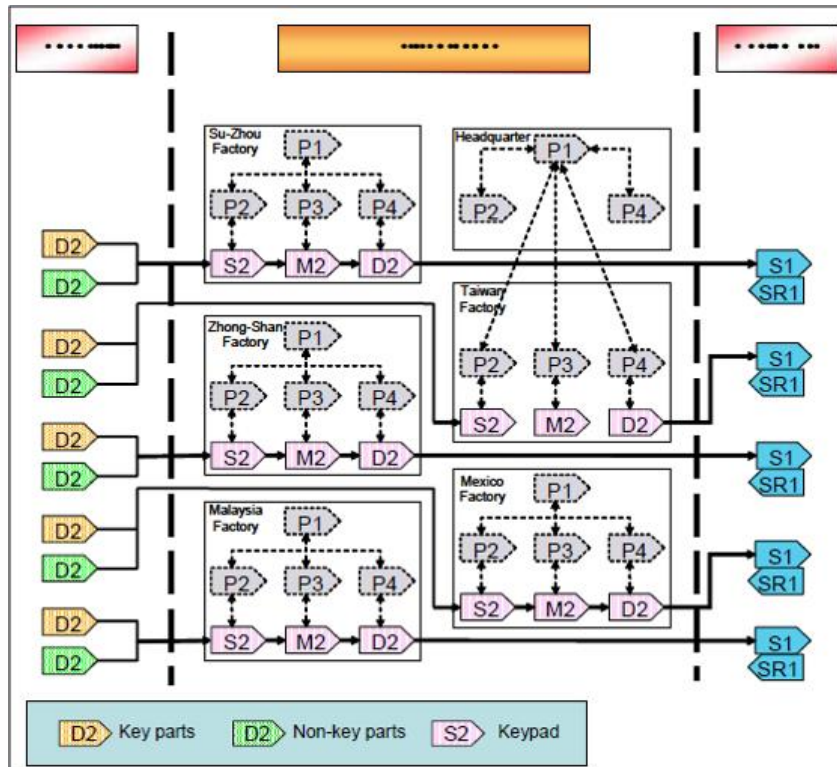 Su-Zhou
Factory
P1
P2 P3 P4
S2 M2 D2
Headquarter
P1
P2 P4
D2
D2
S1
SR1
Taiwan
Factory
P2 P3 P4
S2 M2 D2
D2
D2
S1
SR1
Zhong-Shan
Factory
P1
P2 P3 P4
S2 M2 D2
D2
D2
S1
SR1
Mexico
Factory
P1
P2 P3 P4
S2 M2 D2
D2
D2
S1
SR1
Malaysia
Factory
P1
P2 P3 P4
S2 M2 D2
D2
D2
S1
SR1
D2 Key parts D2 Non-key parts S2 Keypad